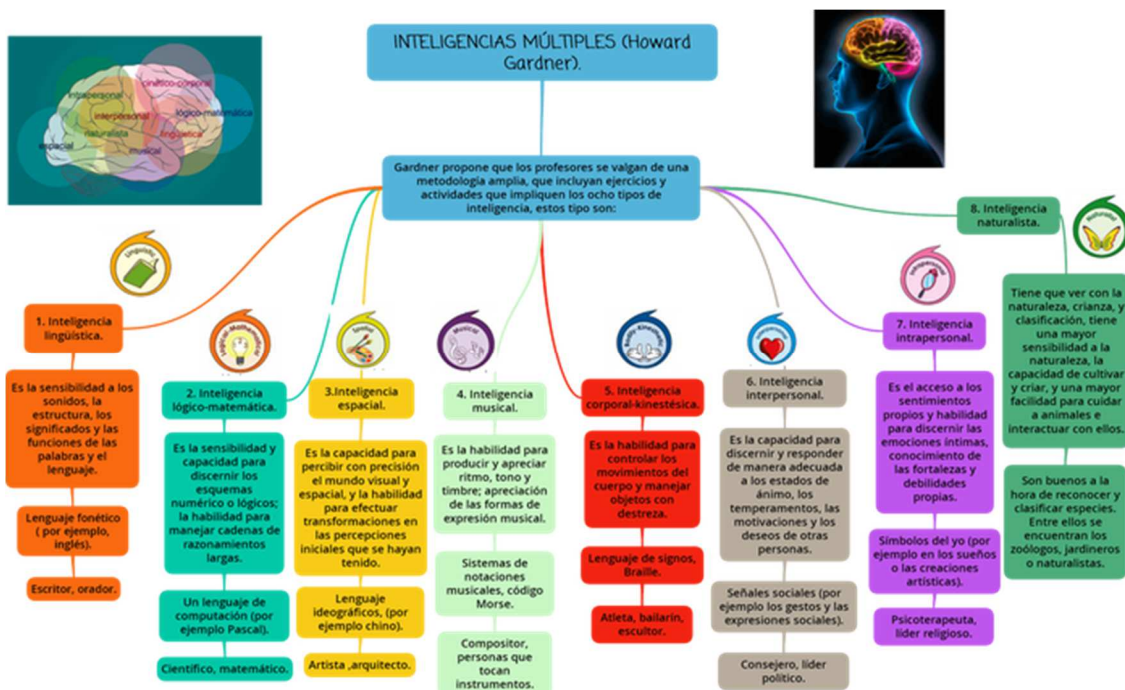 INTELIGENCIAS MÚLTIPLES (Howard
Gardner).
cinético-corporal
intrapersonal
lógico-matemática
interpersonal
naturalista
lingüística
espacial
musical
Gardner propone que los profesores se valgan de una
metodología amplia, que incluyan ejercicios y
actividades que impliquen los ocho tipos de
inteligencia, estos tipo son:
Linguistic
1. Inteligencia
lingüística.
Es la sensibilidad a los
sonidos, la
estructura, los
significados y las
funciones de las
palabras y el
lenguaje.
Lenguaje fonético
( por ejemplo,
inglés).
Escritor, orador.
Logical-Mathematical
2. Inteligencia
lógico-matemática.
Es la sensibilidad y
capacidad para
discernir los
esquemas
numérico o lógicos;
la habilidad para
manejar cadenas de
razonamientos
largas.
Un lenguaje de
computación (por
ejemplo Pascal).
Científico, matemático.
Spatial
3.Inteligencia
espacial.
Es la capacidad para
percibir con precisión
el mundo visual y
espacial, y la habilidad
para efectuar
transformaciones en
las percepciones
iniciales que se hayan
tenido.
Lenguaje
ideográficos, (por
ejemplo chino).
Artista ,arquitecto.
Musical
4. Inteligencia
musical.
Es la habilidad para
producir y apreciar
ritmo, tono y
timbre; apreciación
de las formas de
expresión musical.
Sistemas de
notaciones
musicales, código
Morse.
Compositor,
personas que
tocan
instrumentos.
Bodily-Kinesthetic
5. Inteligencia
corporal-kinestésica.
Es la habilidad para
controlar los
movimientos del
cuerpo y manejar
objetos con
destreza.
Lenguaje de signos,
Braille.
Atleta, bailarín,
escultor.
Interpersonal
6. Inteligencia
interpersonal.
Es la capacidad para
discernir y responder
de manera adecuada
a los estados de
ánimo, los
temperamentos, las
motivaciones y los
deseos de otras
personas.
Señales sociales (por
ejemplo los gestos y las
expresiones sociales).
Consejero, líder
político.
Intrapersonal
7. Inteligencia
intrapersonal.
Es el acceso a los
sentimientos
propios y habilidad
para discernir las
emociones íntimas,
conocimiento de
las fortalezas y
debilidades
propias.
Símbolos del yo (por
ejemplo en los sueños
o las creaciones
artísticas).
Psicoterapeuta,
líder religioso.
8. Inteligencia
naturalista.
Tiene que ver con la
naturaleza, crianza, y
clasificación, tiene
una mayor
sensibilidad a la
naturaleza, la
capacidad de cultivar
y criar, y una mayor
facilidad para cuidar
a animales e
interactuar con ellos.
Son buenos a la
hora de reconocer y
clasificar especies.
Entre ellos se
encuentran los
zoólogos, jardineros
o naturalistas.